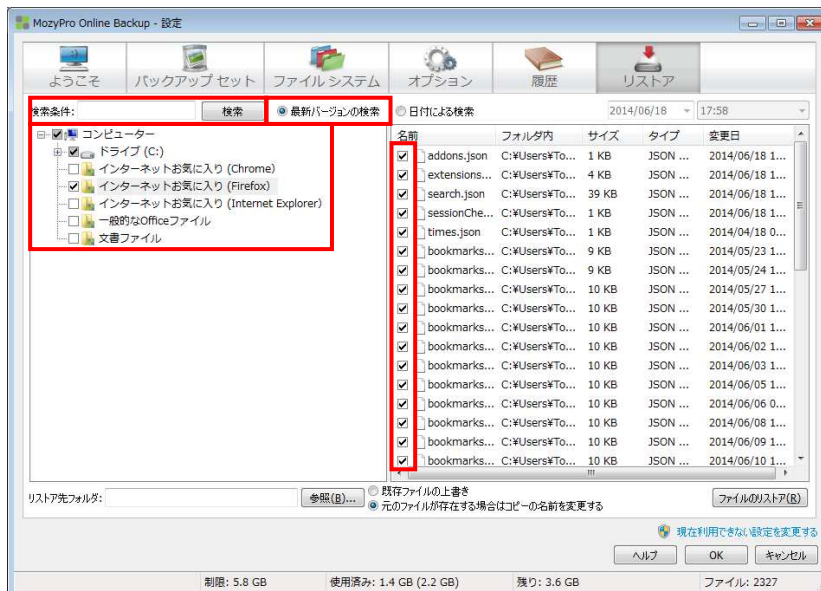 MozyPro Online Backup - 設定
ようこそ バックアップ セット ファイル システム オプション 履歴 リストア
検索条件: 検索 最新バージョンの検索 日付による検索 2014/06/18 17:58
コンピューター
ドライブ (C:)
インターネットお気に入り (Chrome)
インターネットお気に入り (Firefox)
インターネットお気に入り (Internet Explorer)
一般的なOfficeファイル
文書ファイル
名前 フォルダ内 サイズ タイプ 変更日
addons.json C:¥Users¥To... 1 KB JSON ... 2014/06/18 1...
extensions... C:¥Users¥To... 4 KB JSON ... 2014/06/18 1...
search.json C:¥Users¥To... 39 KB JSON ... 2014/06/18 1...
sessionChe... C:¥Users¥To... 1 KB JSON ... 2014/06/18 1...
times.json C:¥Users¥To... 1 KB JSON ... 2014/04/18 0...
bookmarks... C:¥Users¥To... 9 KB JSON ... 2014/05/23 1...
bookmarks... C:¥Users¥To... 9 KB JSON ... 2014/05/24 1...
bookmarks... C:¥Users¥To... 10 KB JSON ... 2014/05/27 1...
bookmarks... C:¥Users¥To... 10 KB JSON ... 2014/05/30 1...
bookmarks... C:¥Users¥To... 10 KB JSON ... 2014/06/01 1...
bookmarks... C:¥Users¥To... 10 KB JSON ... 2014/06/02 1...
bookmarks... C:¥Users¥To... 10 KB JSON ... 2014/06/03 1...
bookmarks... C:¥Users¥To... 10 KB JSON ... 2014/06/05 1...
bookmarks... C:¥Users¥To... 10 KB JSON ... 2014/06/06 0...
bookmarks... C:¥Users¥To... 10 KB JSON ... 2014/06/08 1...
bookmarks... C:¥Users¥To... 10 KB JSON ... 2014/06/09 1...
bookmarks... C:¥Users¥To... 10 KB JSON ... 2014/06/10 1...
リストア先フォルダ: 参照(B)... 既存ファイルの上書き
元のファイルが存在する場合はコピーの名前を変更する
ファイルのリストア(R)
現在利用できない設定を変更する
ヘルプ OK キャンセル
制限: 5.8 GB 使用済み: 1.4 GB (2.2 GB) 残り: 3.6 GB ファイル: 2327